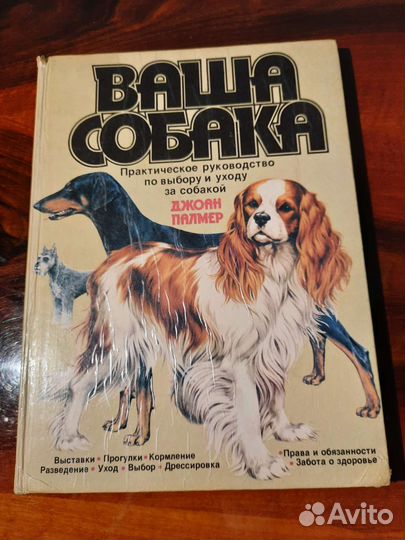 ВАША
СОБАКА
Практическое руководство
по выбору и уходу
за собакой
ДЖОАН
ПАЛМЕР
Выставки • Прогулки • Кормление
Разведение • Уход • Выбор • Дрессировка
• Права и обязанности
• Забота о здоровье
Avito